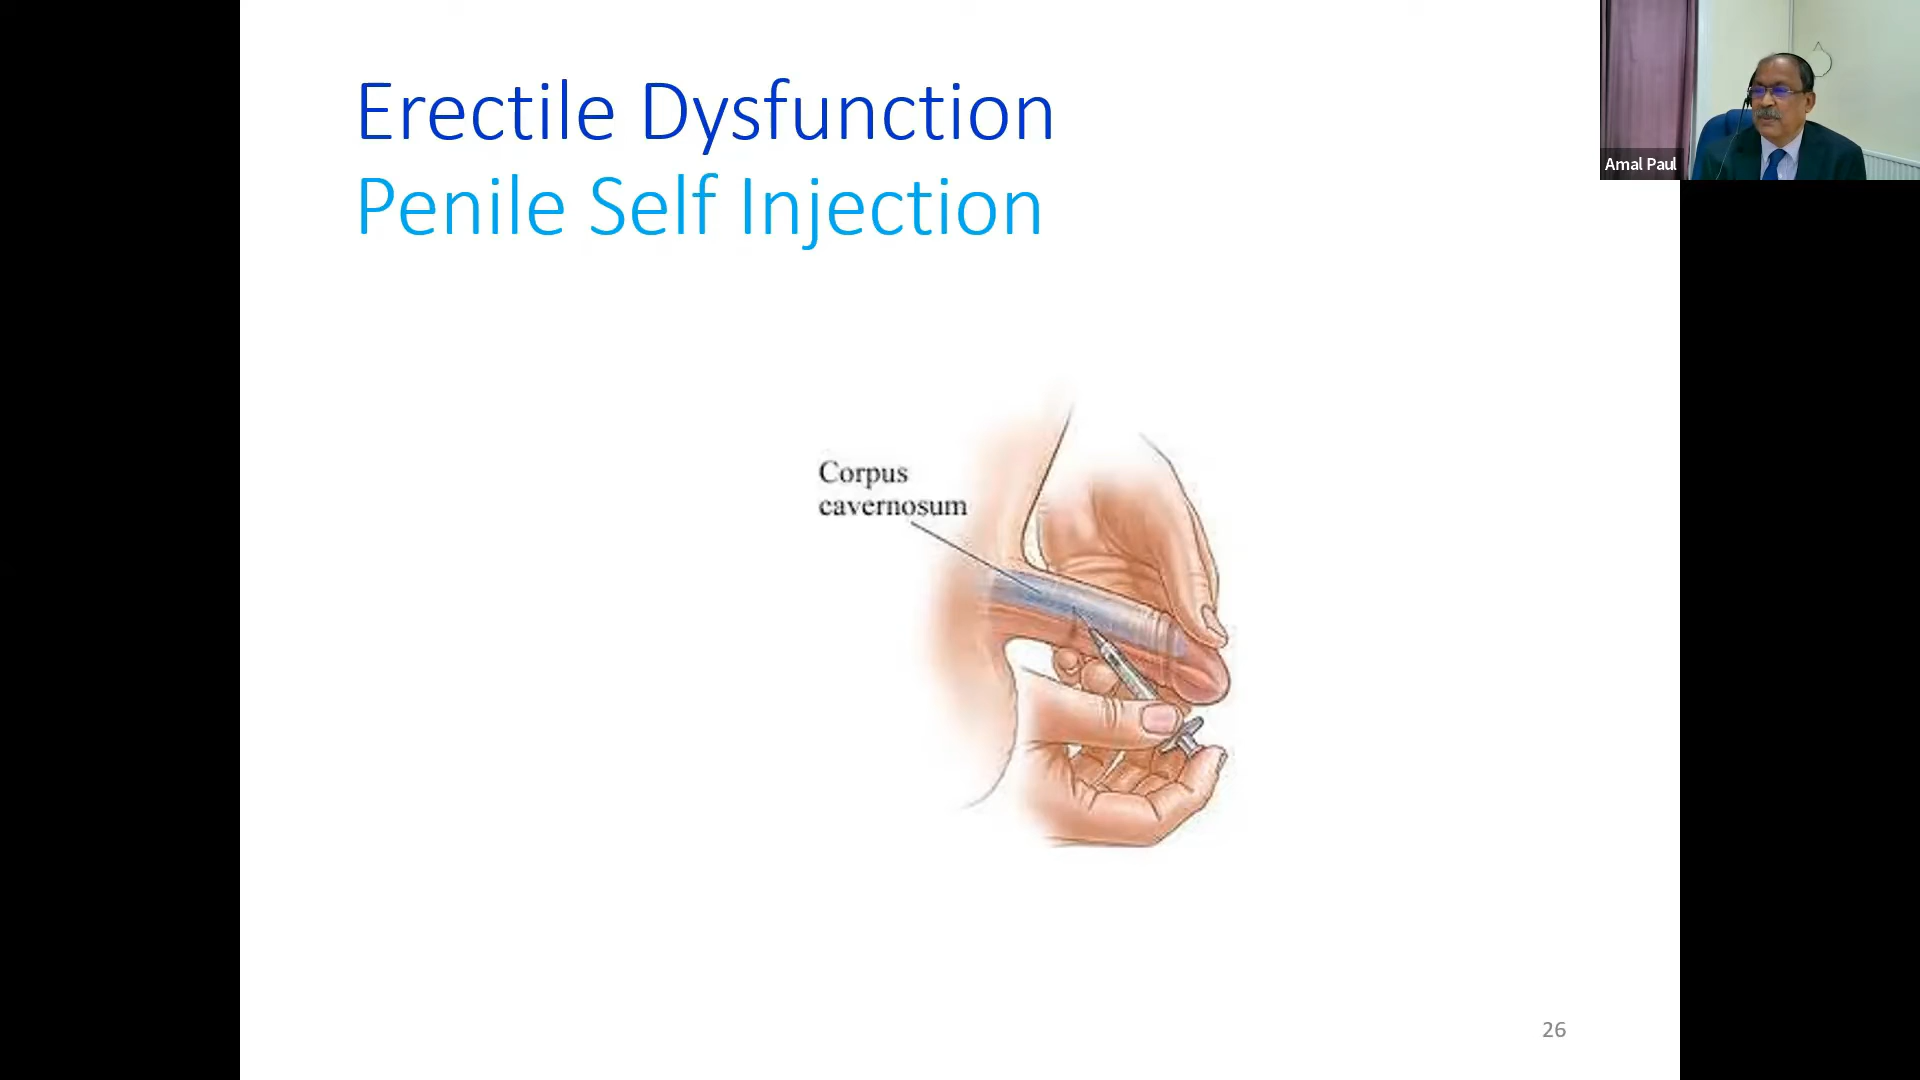 Erectile Dysfunction
Penile Self Injection
Amal Paul
Corpus
cavernosum
26